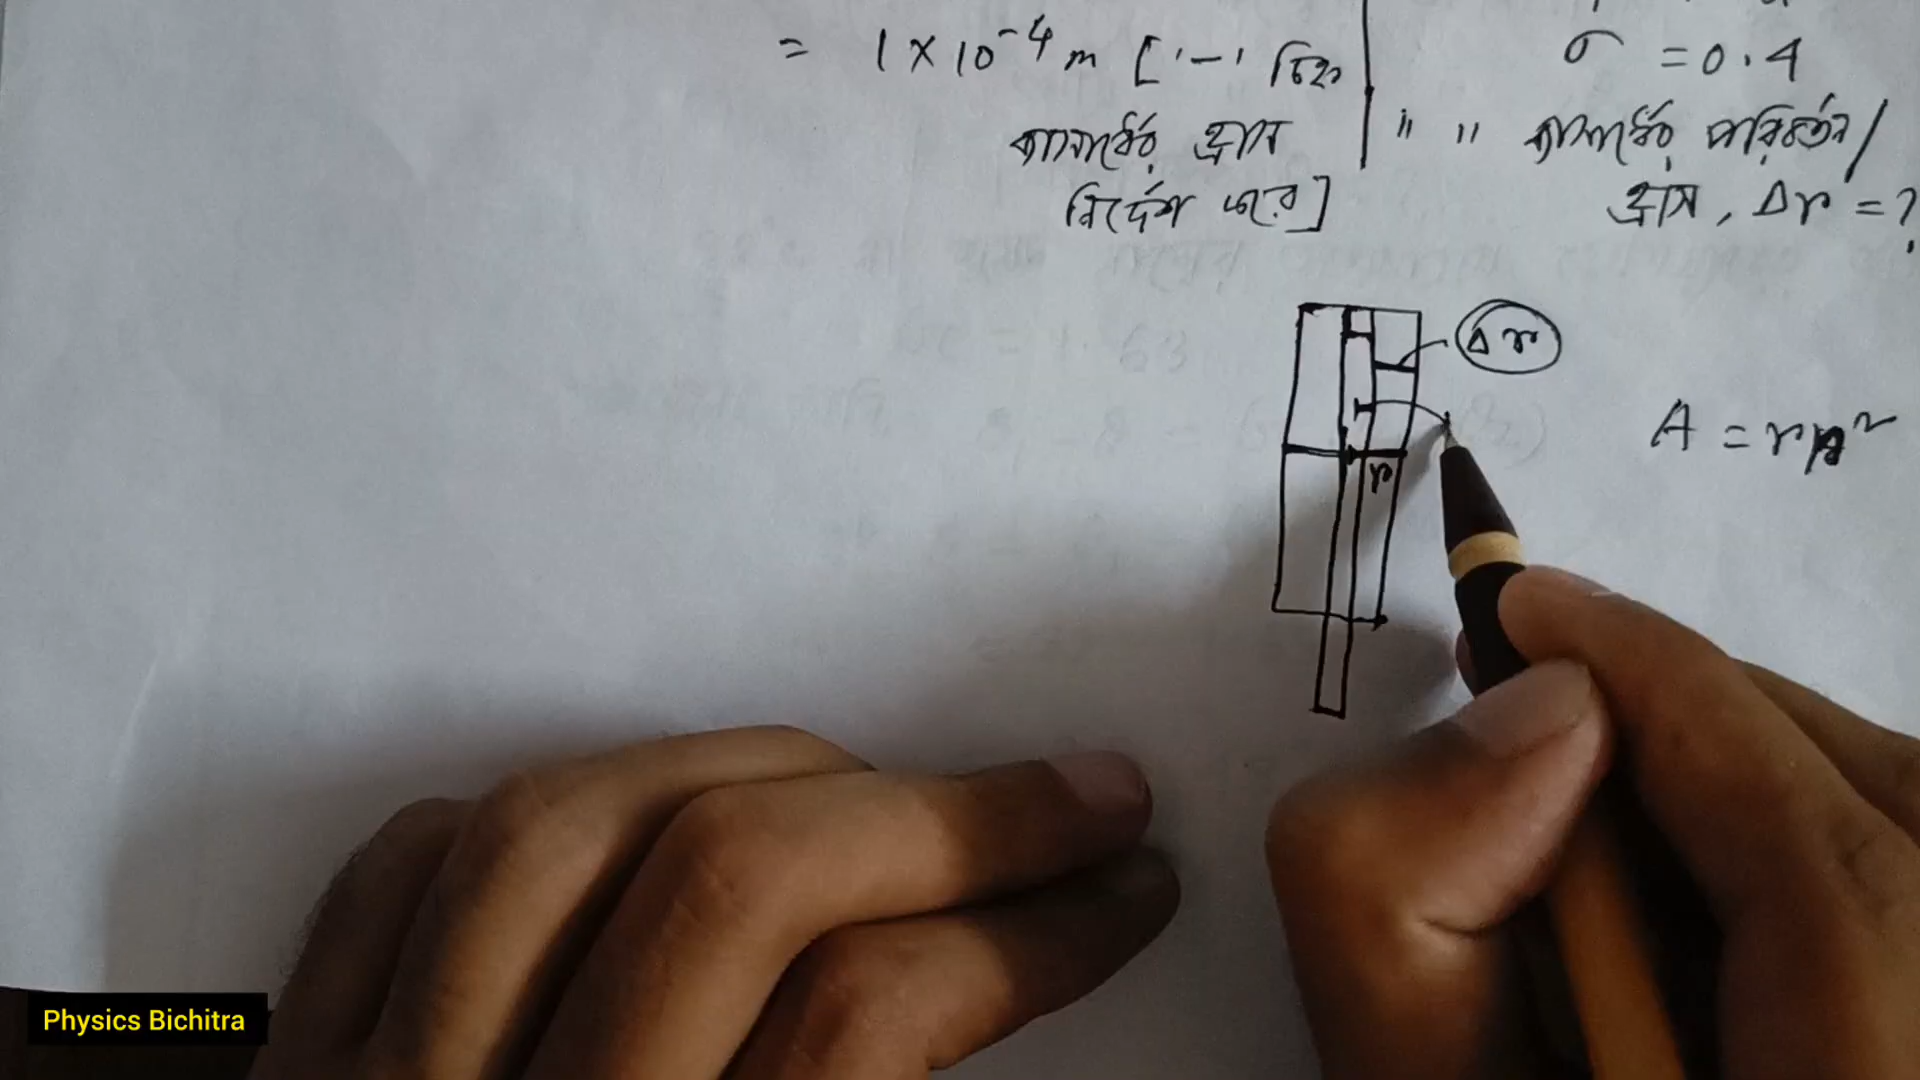 = 1 × 10⁻⁴ m ['–' চিহ্ন
ব্যাসার্ধের হ্রাস
নির্দেশ করে]
σ = 0.4
" " ব্যাসার্ধের পরিবর্তন/
হ্রাস, Δr = ?
Δr
r
A = πr²
Physics Bichitra